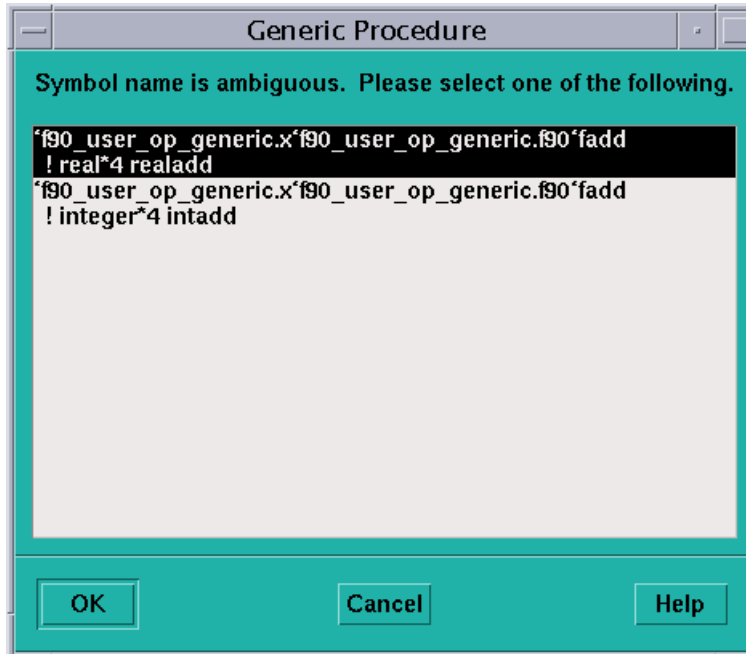 Generic Procedure
Symbol name is ambiguous.  Please select one of the following.
‘f90_user_op_generic.x‘f90_user_op_generic.f90‘fadd
! real*4 realadd
‘f90_user_op_generic.x‘f90_user_op_generic.f90‘fadd
! integer*4 intadd
OK Cancel Help